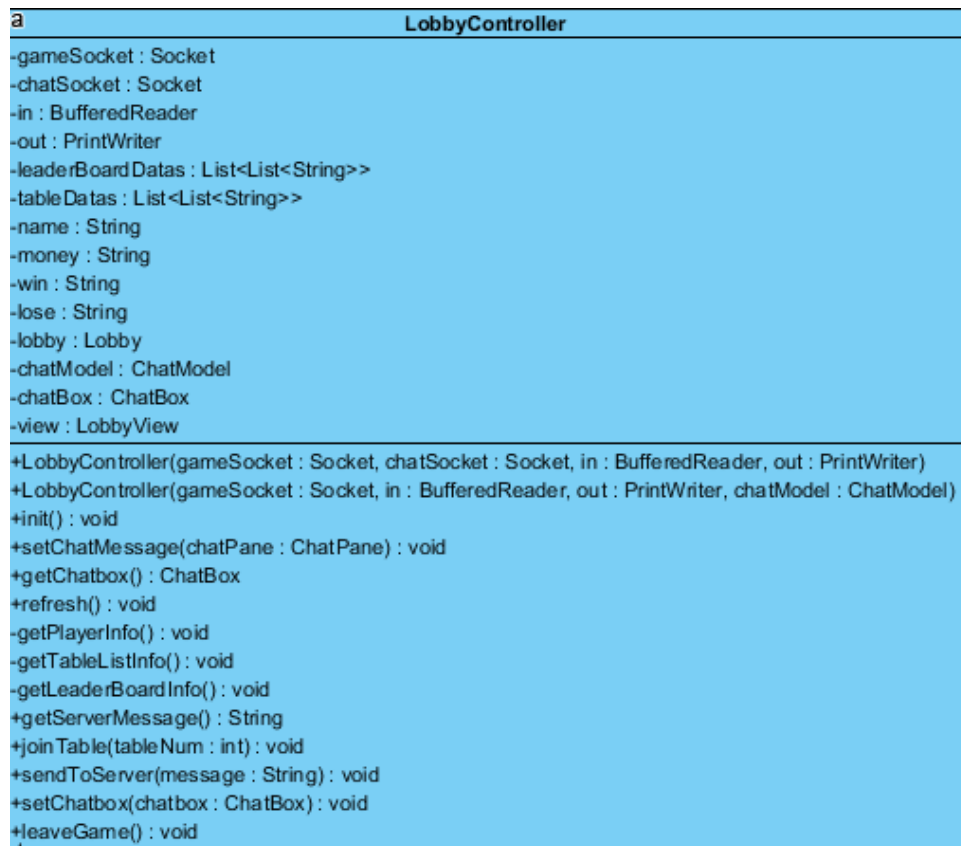 a
LobbyController
-gameSocket : Socket
-chatSocket : Socket
-in : BufferedReader
-out : PrintWriter
-leaderBoardDatas : List<List<String>>
-tableDatas : List<List<String>>
-name : String
-money : String
-win : String
-lose : String
-lobby : Lobby
-chatModel : ChatModel
-chatBox : ChatBox
-view : LobbyView
+LobbyController(gameSocket : Socket, chatSocket : Socket, in : BufferedReader, out : PrintWriter)
+LobbyController(gameSocket : Socket, in : BufferedReader, out : PrintWriter, chatModel : ChatModel)
+init() : void
+setChatMessage(chatPane : ChatPane) : void
+getChatbox() : ChatBox
+refresh() : void
-getPlayerInfo() : void
-getTableListInfo() : void
-getLeaderBoardInfo() : void
+getServerMessage() : String
+joinTable(tableNum : int) : void
+sendToServer(message : String) : void
+setChatbox(chatbox : ChatBox) : void
+leaveGame() : void